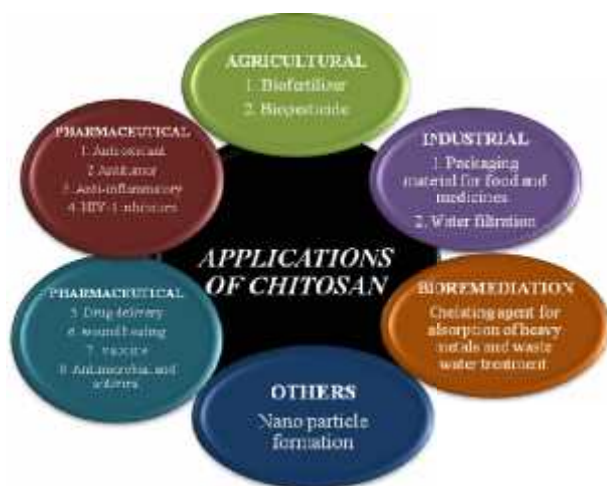 AGRICULTURAL
1. Biofertilizer
2. Biopesticide
PHARMACEUTICAL
1. Antioxidant
2. Antitumor
3. Anti-inflammatory
4. HIV-1 inhibitors
INDUSTRIAL
1. Packaging
material for food and
medicines
2. Water filtration
APPLICATIONS
OF CHITOSAN
PHARMACEUTICAL
5. Drug delivery
6. wound healing
7. vaccine
8. Antimicrobial and
BIOREMEDIATION
Chelating agent for
absorption of heavy
metals and waste
water treatment
OTHERS
Nano particle
formation